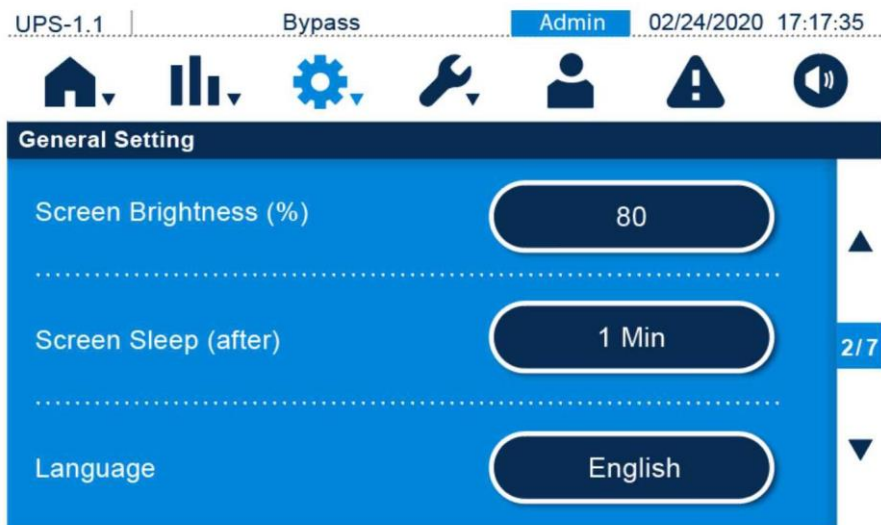 UPS-1.1 Bypass Admin 02/24/2020 17:17:35
General Setting
Screen Brightness (%) 80
Screen Sleep (after) 1 Min
2/7
Language English